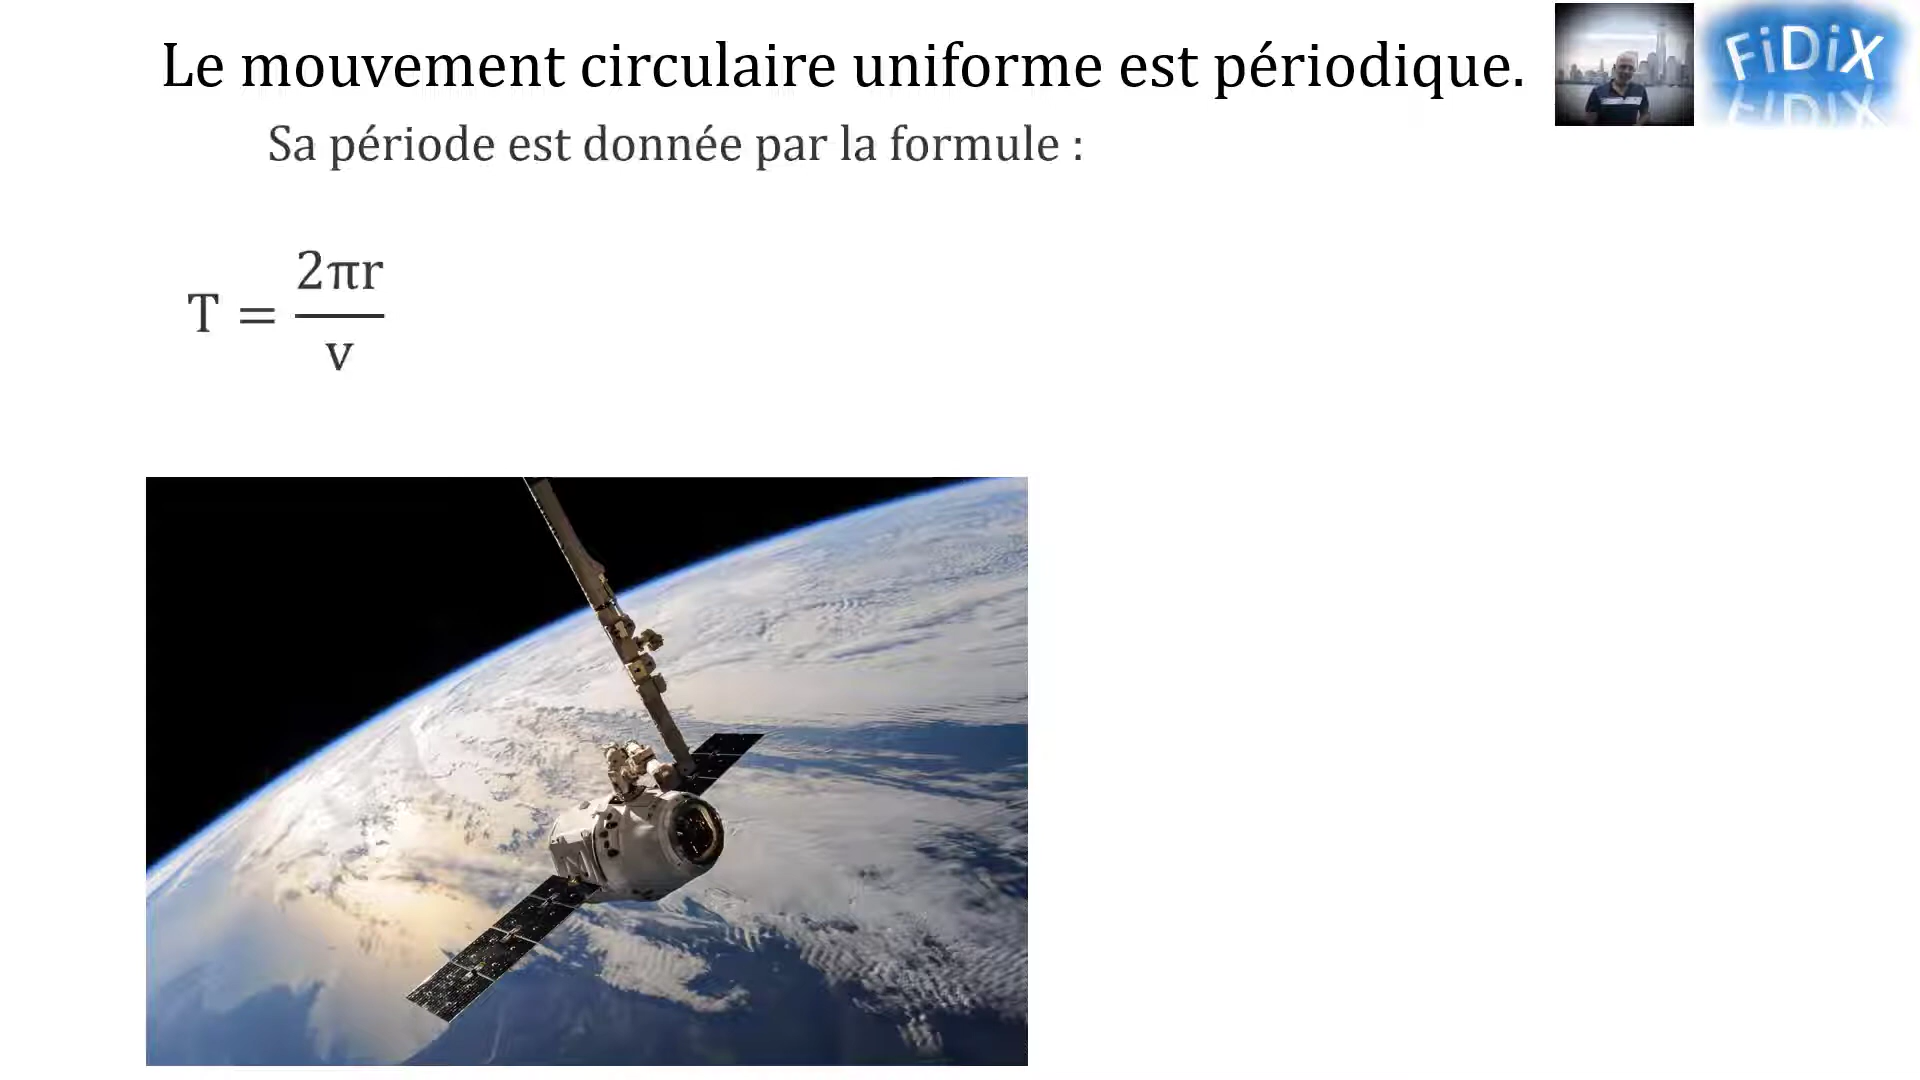 Le mouvement circulaire uniforme est périodique.
FiDiX
Sa période est donnée par la formule :
T = 2πr / v